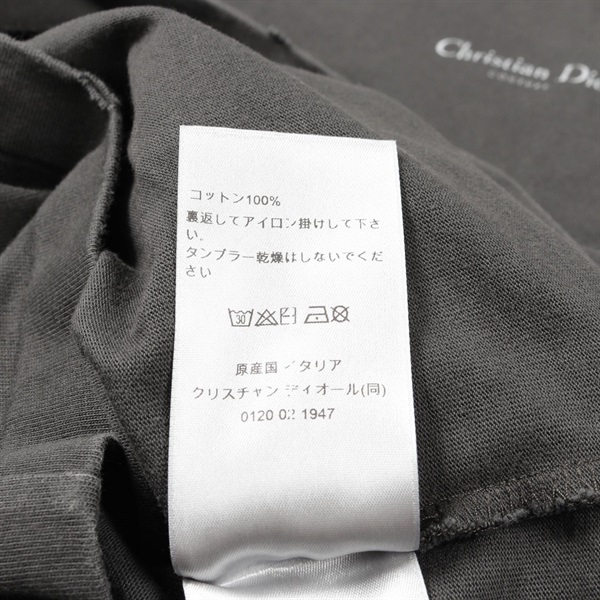 Christian Dio
COUTURE
コットン100%
裏返してアイロン掛けして下さ
い。
タンブラー乾燥はしないでくだ
さい
30
原産国 イタリア
クリスチャン ディオール(同)
0120 02 1947